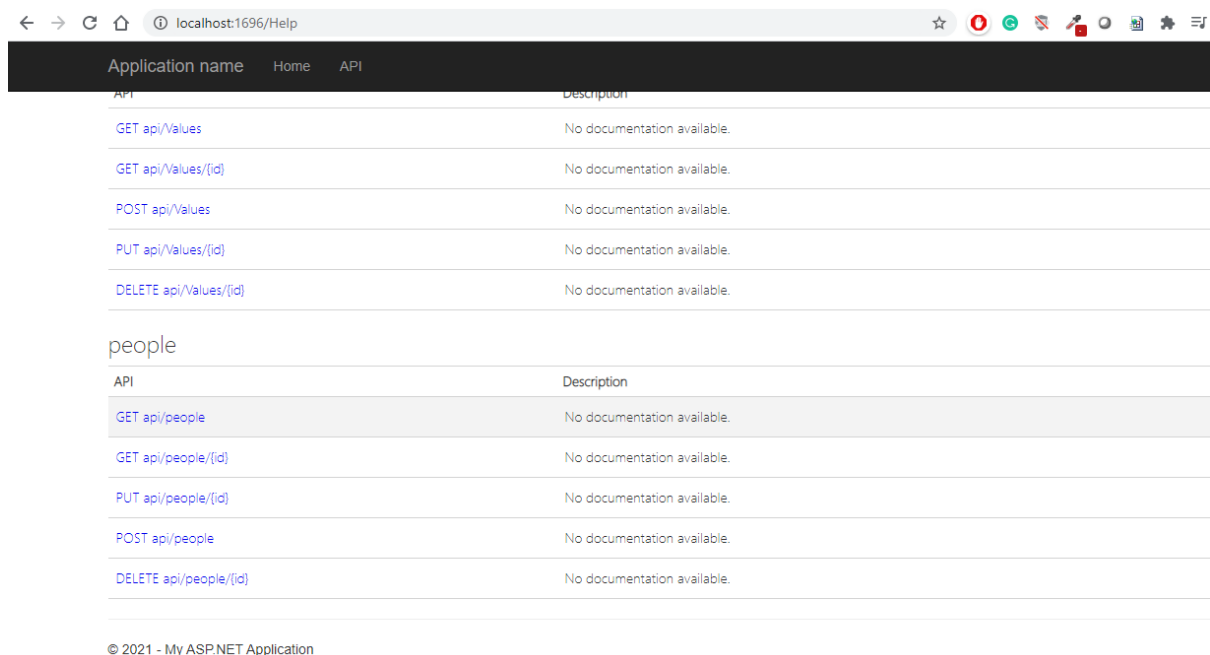 localhost:1696/Help
Application name Home API
API Description
GET api/Values No documentation available.
GET api/Values/{id} No documentation available.
POST api/Values No documentation available.
PUT api/Values/{id} No documentation available.
DELETE api/Values/{id} No documentation available.
people
API Description
GET api/people No documentation available.
GET api/people/{id} No documentation available.
PUT api/people/{id} No documentation available.
POST api/people No documentation available.
DELETE api/people/{id} No documentation available.
© 2021 - My ASP.NET Application